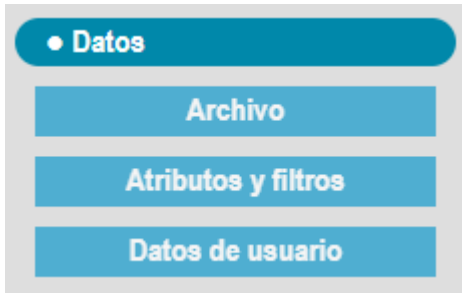 • Datos
Archivo
Atributos y filtros
Datos de usuario